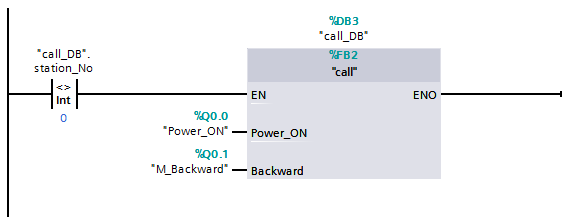 %DB3
"call_DB"
"call_DB".
station_No
%FB2
"call"
<>
Int
0
EN
ENO
%Q0.0
"Power_ON"
Power_ON
%Q0.1
"M_Backward"
Backward